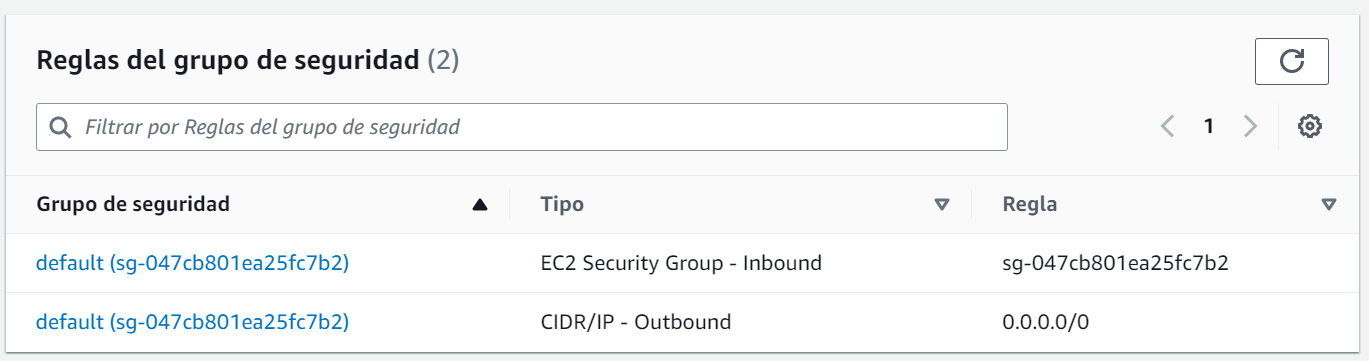 Reglas del grupo de seguridad (2)
Filtrar por Reglas del grupo de seguridad
1
Grupo de seguridad Tipo Regla
default (sg-047cb801ea25fc7b2) EC2 Security Group - Inbound sg-047cb801ea25fc7b2
default (sg-047cb801ea25fc7b2) CIDR/IP - Outbound 0.0.0.0/0